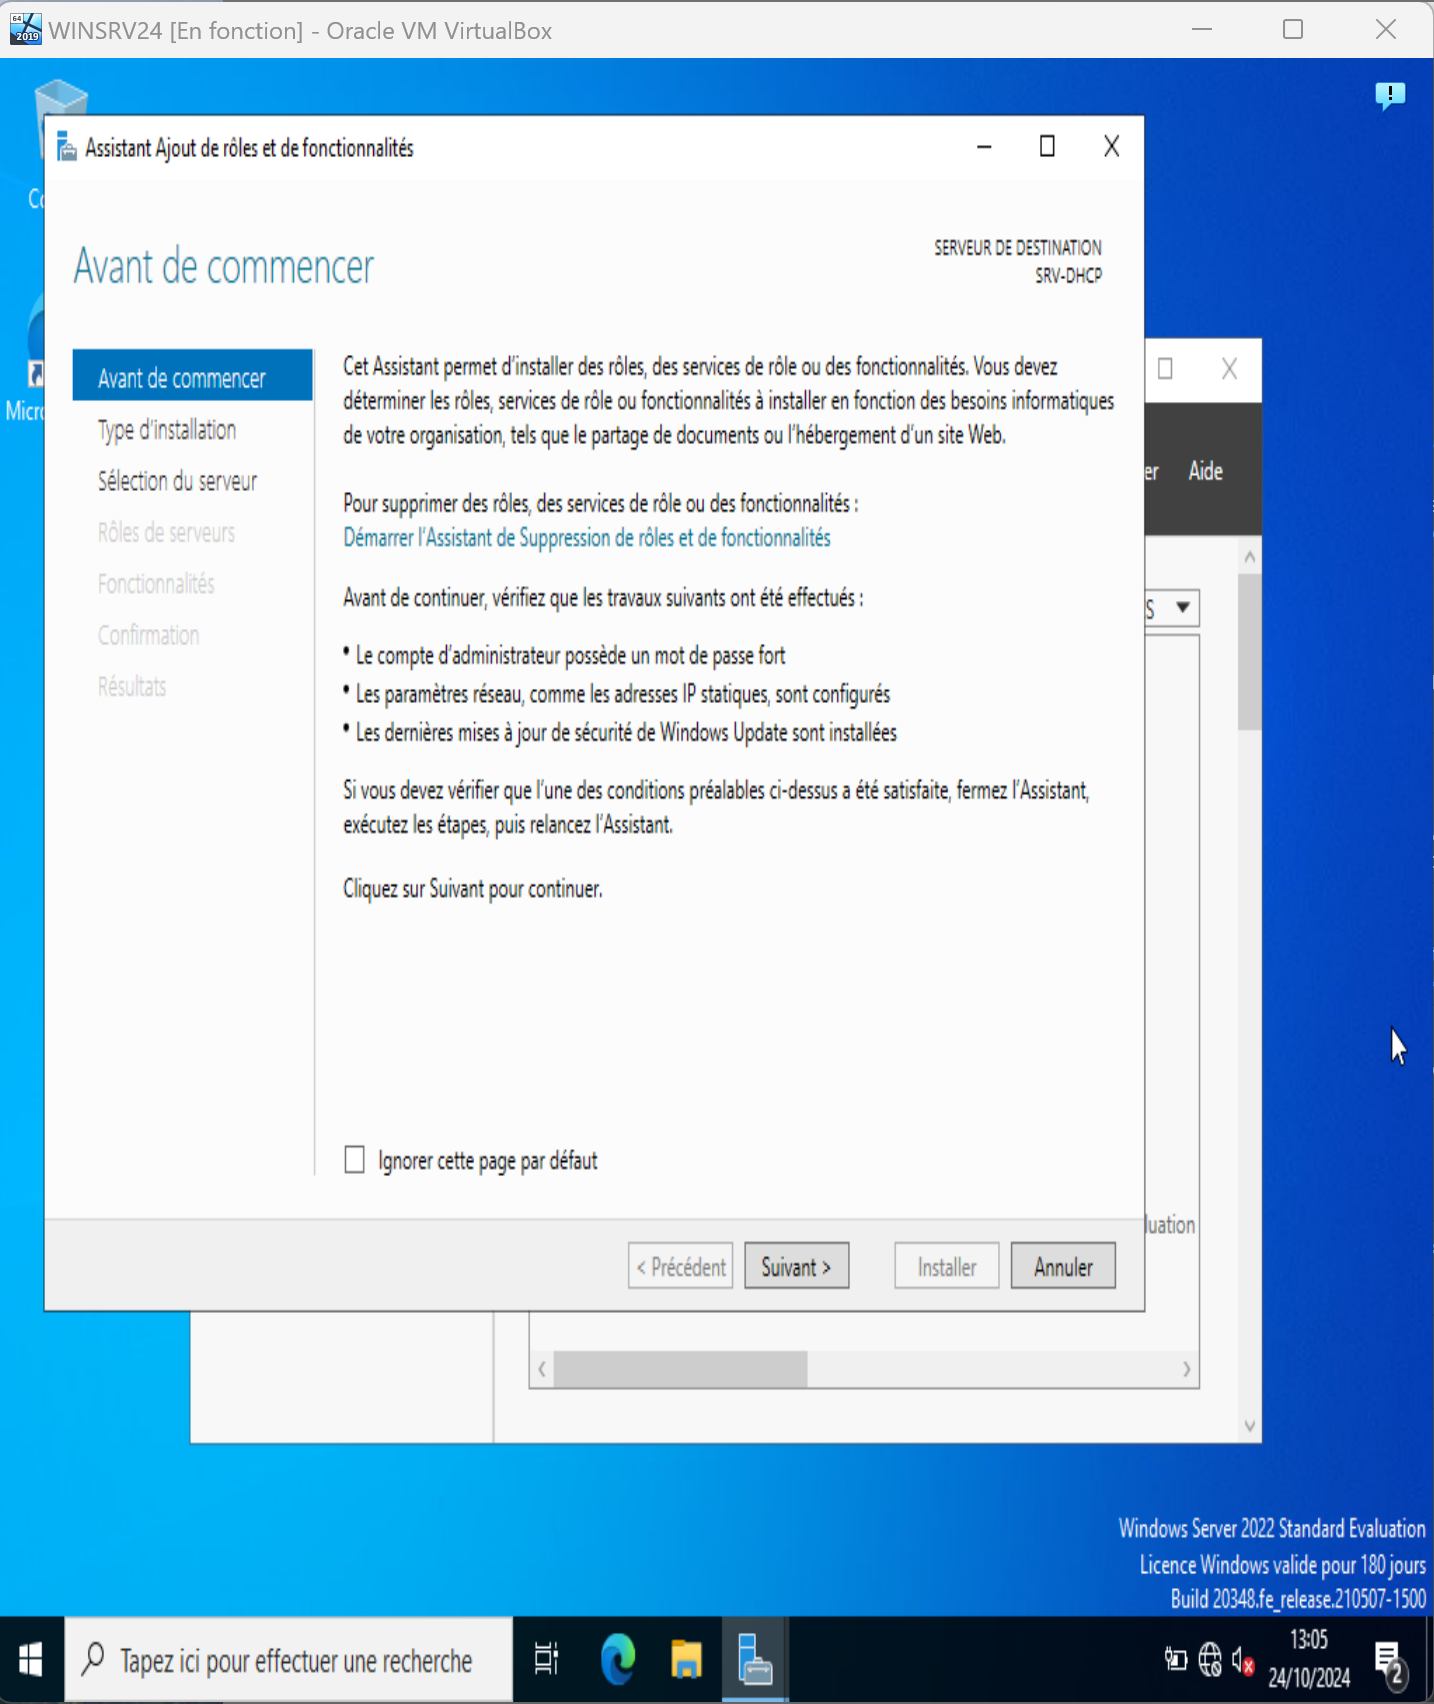 WINSRV24 [En fonction] - Oracle VM VirtualBox
Assistant Ajout de rôles et de fonctionnalités
Avant de commencer
SERVEUR DE DESTINATION
SRV-DHCP
Avant de commencer
Type d'installation
Sélection du serveur
Rôles de serveurs
Fonctionnalités
Confirmation
Résultats
Cet Assistant permet d'installer des rôles, des services de rôle ou des fonctionnalités. Vous devez
déterminer les rôles, services de rôle ou fonctionnalités à installer en fonction des besoins informatiques
de votre organisation, tels que le partage de documents ou l'hébergement d'un site Web.
Pour supprimer des rôles, des services de rôle ou des fonctionnalités :
Démarrer l'Assistant de Suppression de rôles et de fonctionnalités
Avant de continuer, vérifiez que les travaux suivants ont été effectués :
• Le compte d'administrateur possède un mot de passe fort
• Les paramètres réseau, comme les adresses IP statiques, sont configurés
• Les dernières mises à jour de sécurité de Windows Update sont installées
Si vous devez vérifier que l'une des conditions préalables ci-dessus a été satisfaite, fermez l'Assistant,
exécutez les étapes, puis relancez l'Assistant.
Cliquez sur Suivant pour continuer.
Ignorer cette page par défaut
< Précédent
Suivant >
Installer
Annuler
er Aide
S
luation
Co
Micro
Windows Server 2022 Standard Evaluation
Licence Windows valide pour 180 jours
Build 20348.fe_release.210507-1500
Tapez ici pour effectuer une recherche
13:05
24/10/2024
2
64
2019